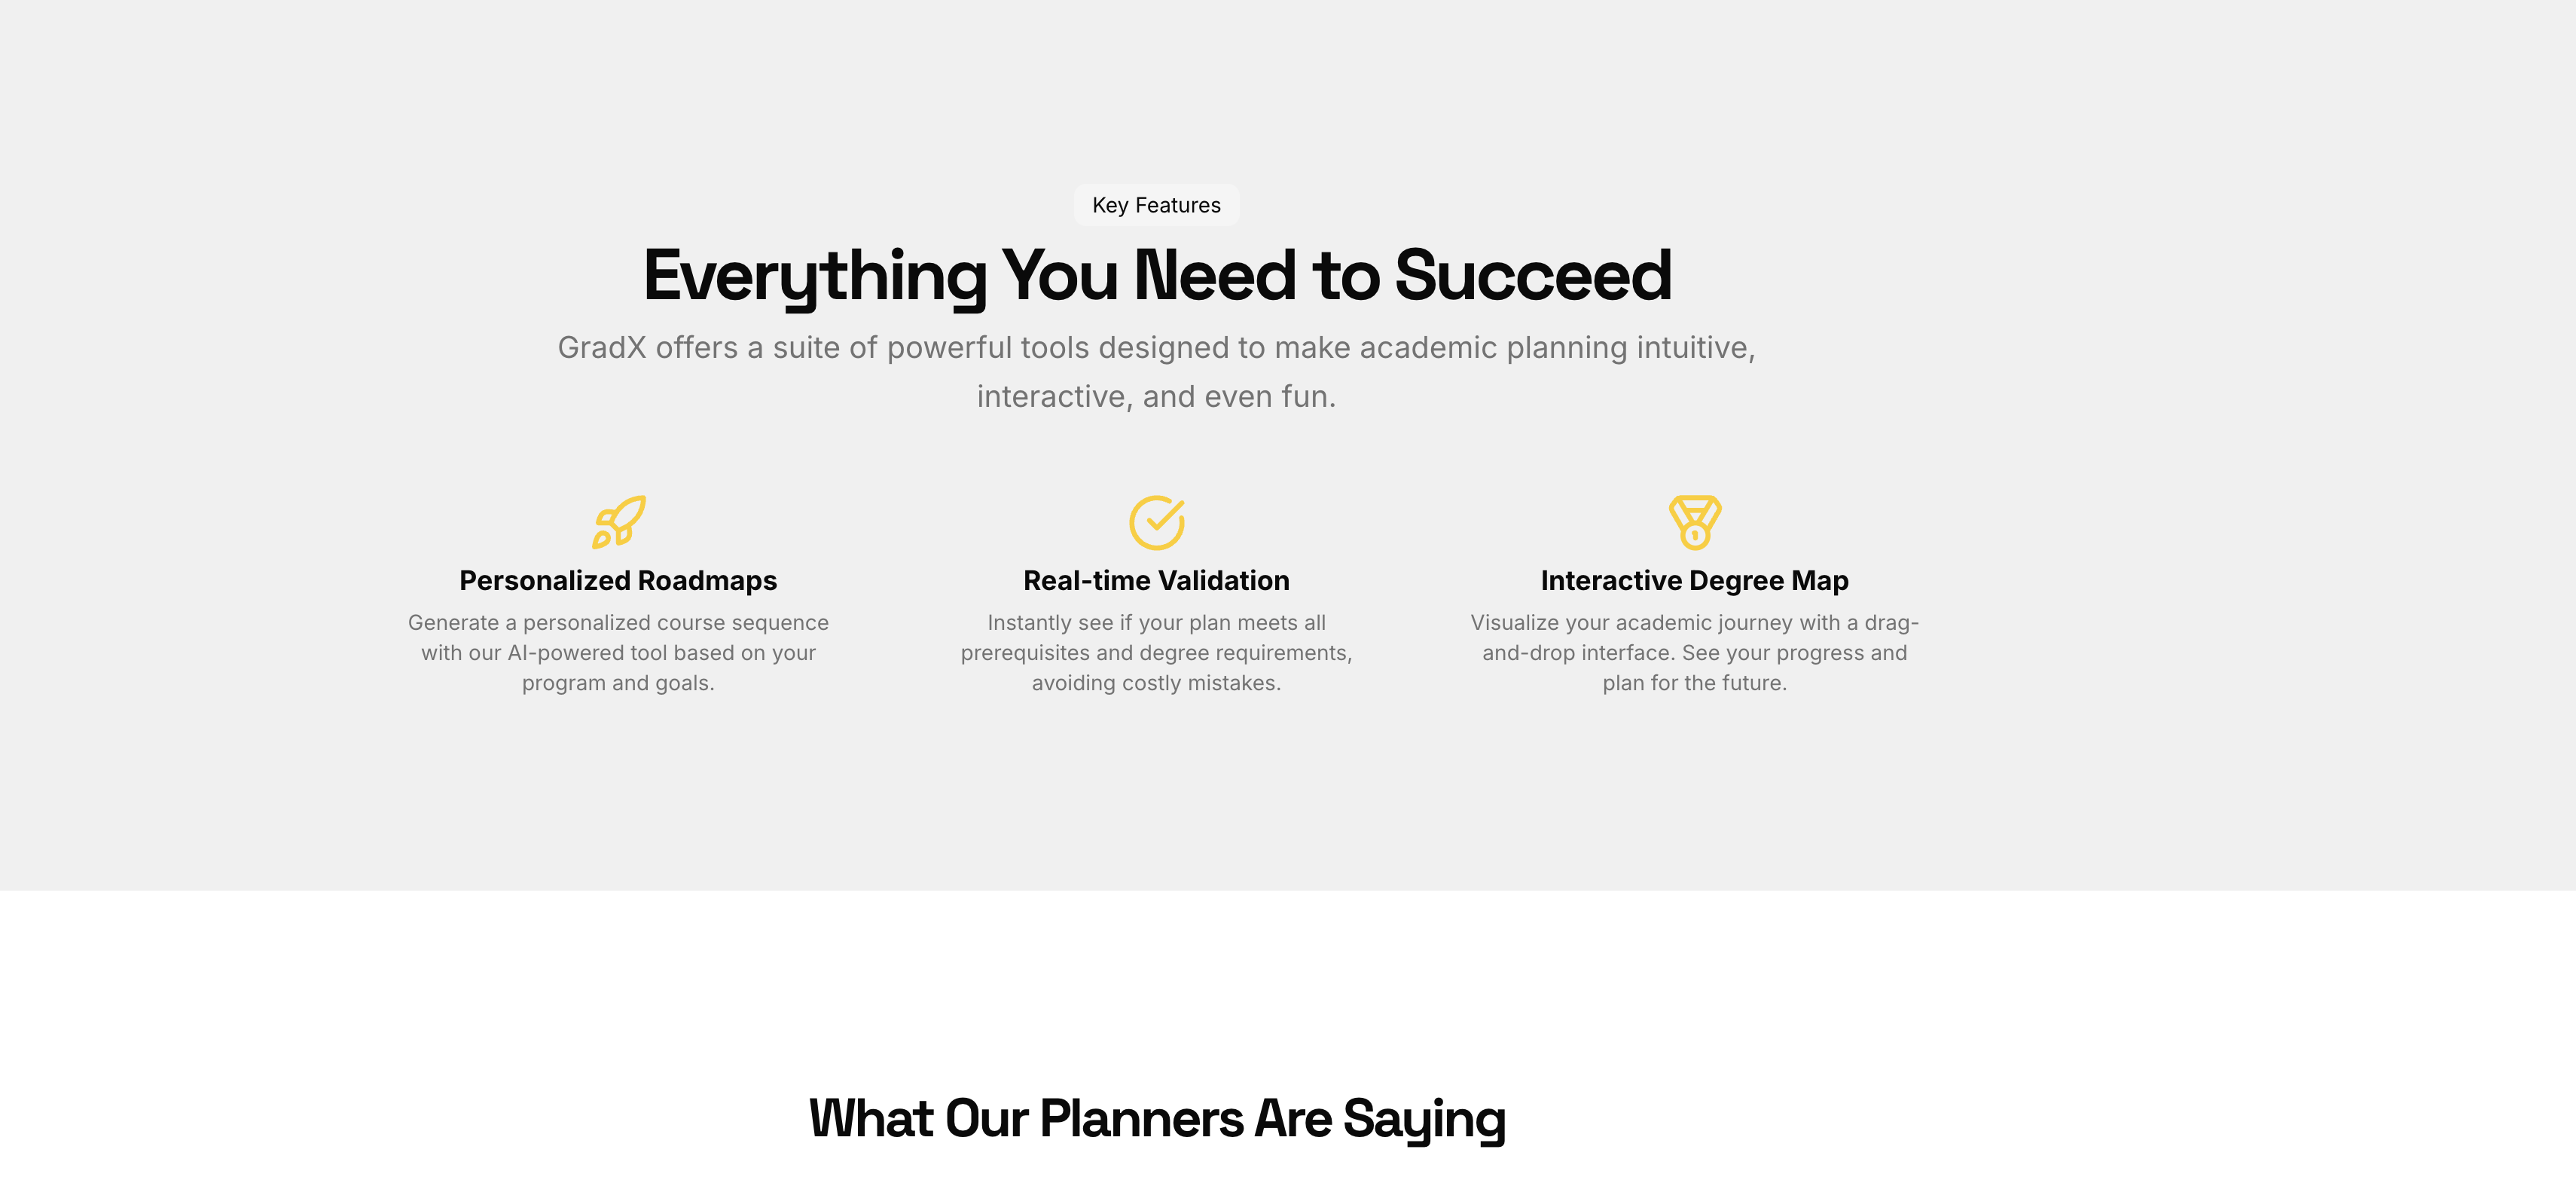 Key Features
Everything You Need to Succeed
GradX offers a suite of powerful tools designed to make academic planning intuitive,
interactive, and even fun.
Personalized Roadmaps
Generate a personalized course sequence
with our AI-powered tool based on your
program and goals.
Real-time Validation
Instantly see if your plan meets all
prerequisites and degree requirements,
avoiding costly mistakes.
Interactive Degree Map
Visualize your academic journey with a drag-
and-drop interface. See your progress and
plan for the future.
What Our Planners Are Saying